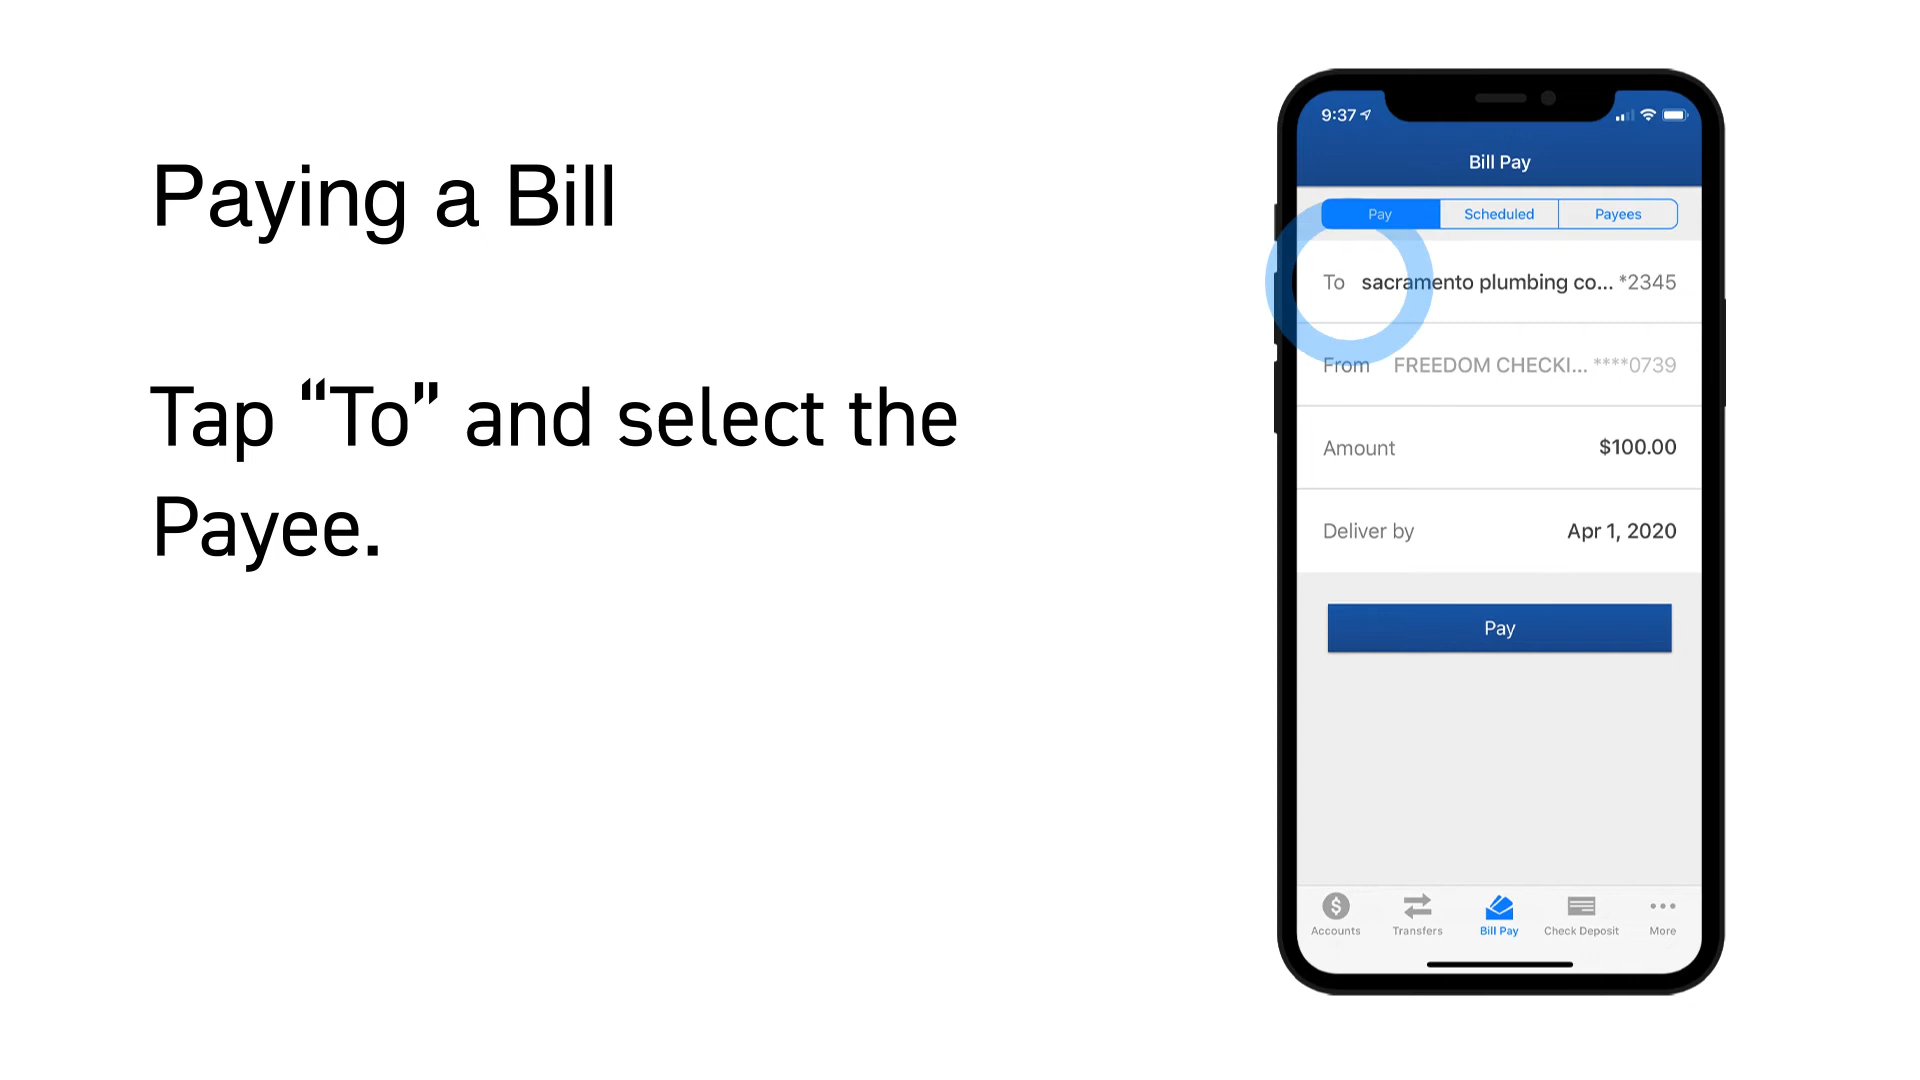 Paying a Bill
Tap “To” and select the
Payee.
9:37
Bill Pay
Pay Scheduled Payees
To sacramento plumbing co... *2345
From FREEDOM CHECKI... ****0739
Amount $100.00
Deliver by Apr 1, 2020
Pay
Accounts Transfers Bill Pay Check Deposit More